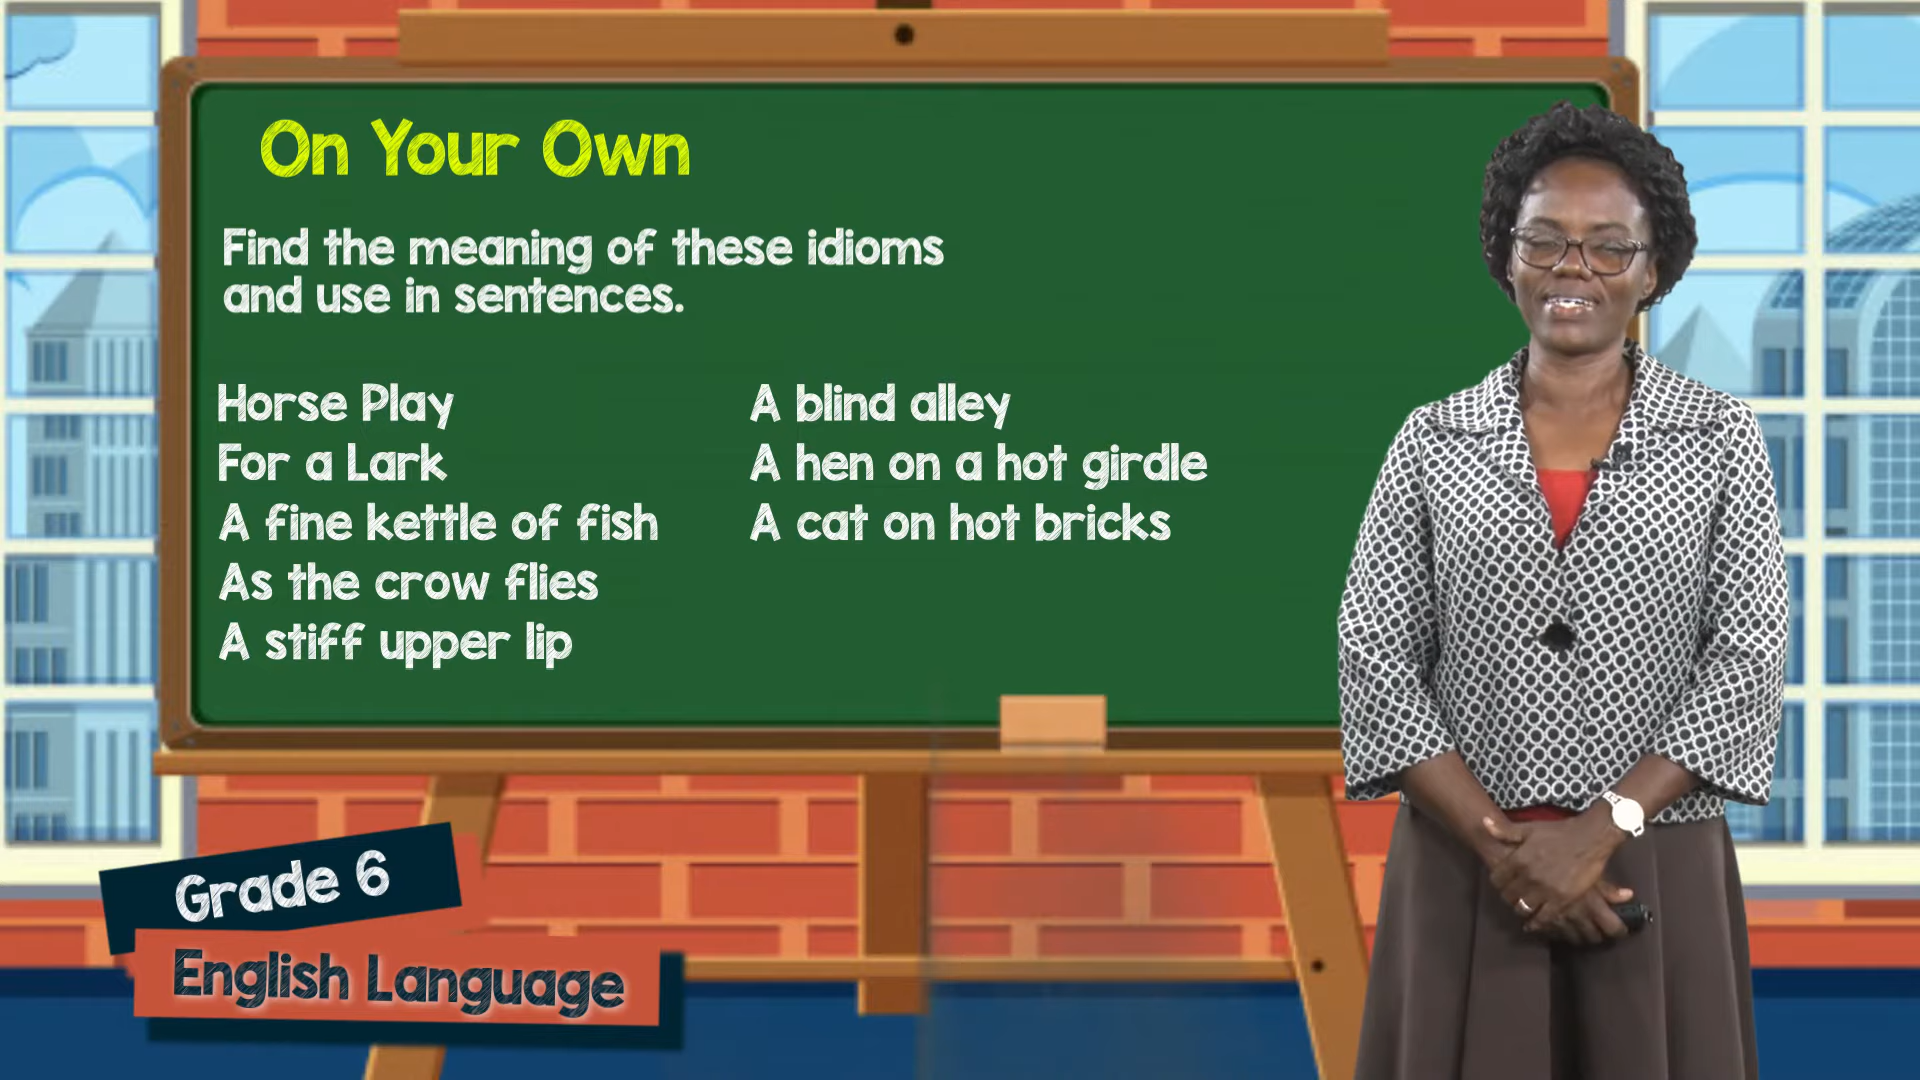 On Your Own
Find the meaning of these idioms
and use in sentences.
Horse Play
For a Lark
A fine kettle of fish
As the crow flies
A stiff upper lip
A blind alley
A hen on a hot girdle
A cat on hot bricks
Grade 6
English Language